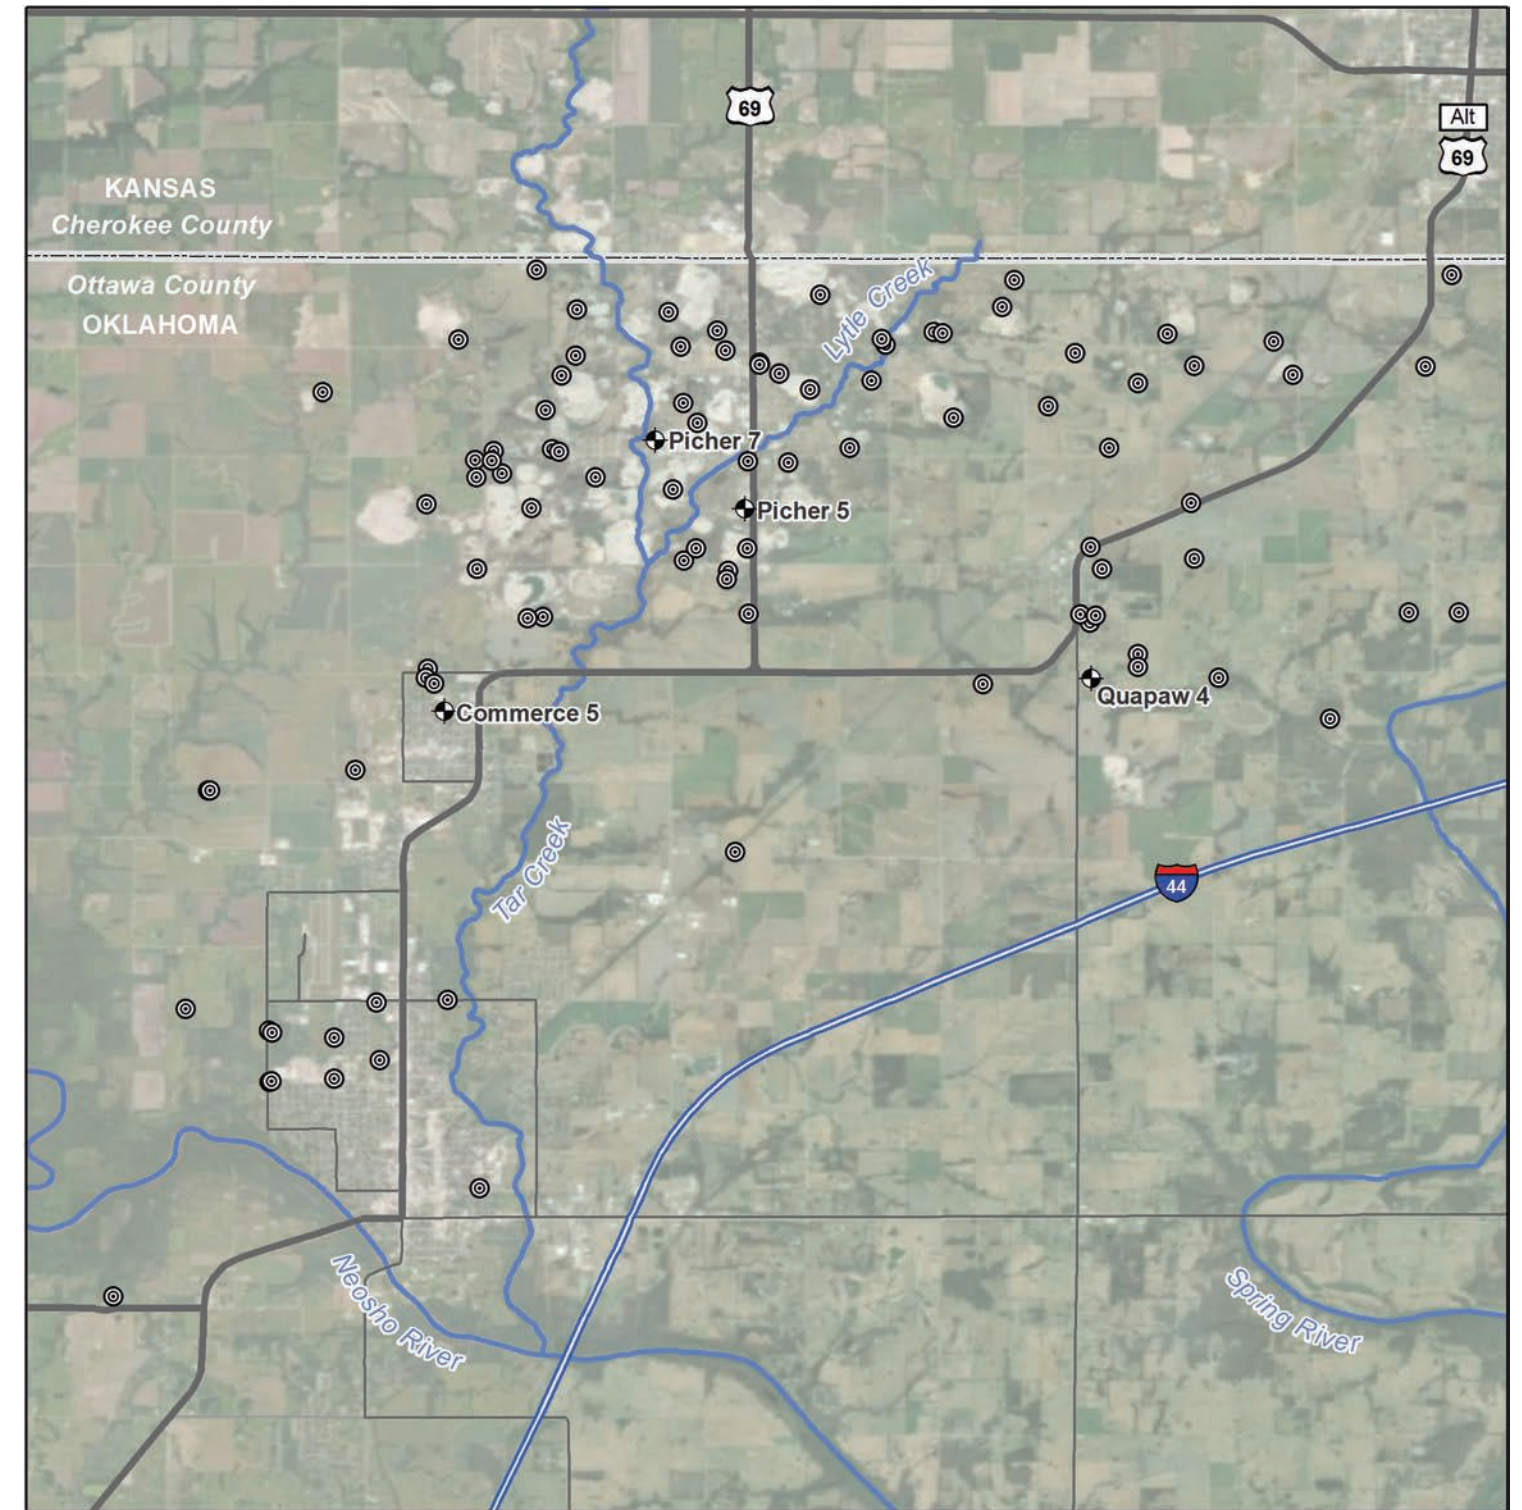 69
Alt
69
KANSAS
Cherokee County
Ottawa County
OKLAHOMA
Lytle Creek
Picher 7
Picher 5
Quapaw 4
Commerce 5
Tar Creek
44
Neosho River
Spring River